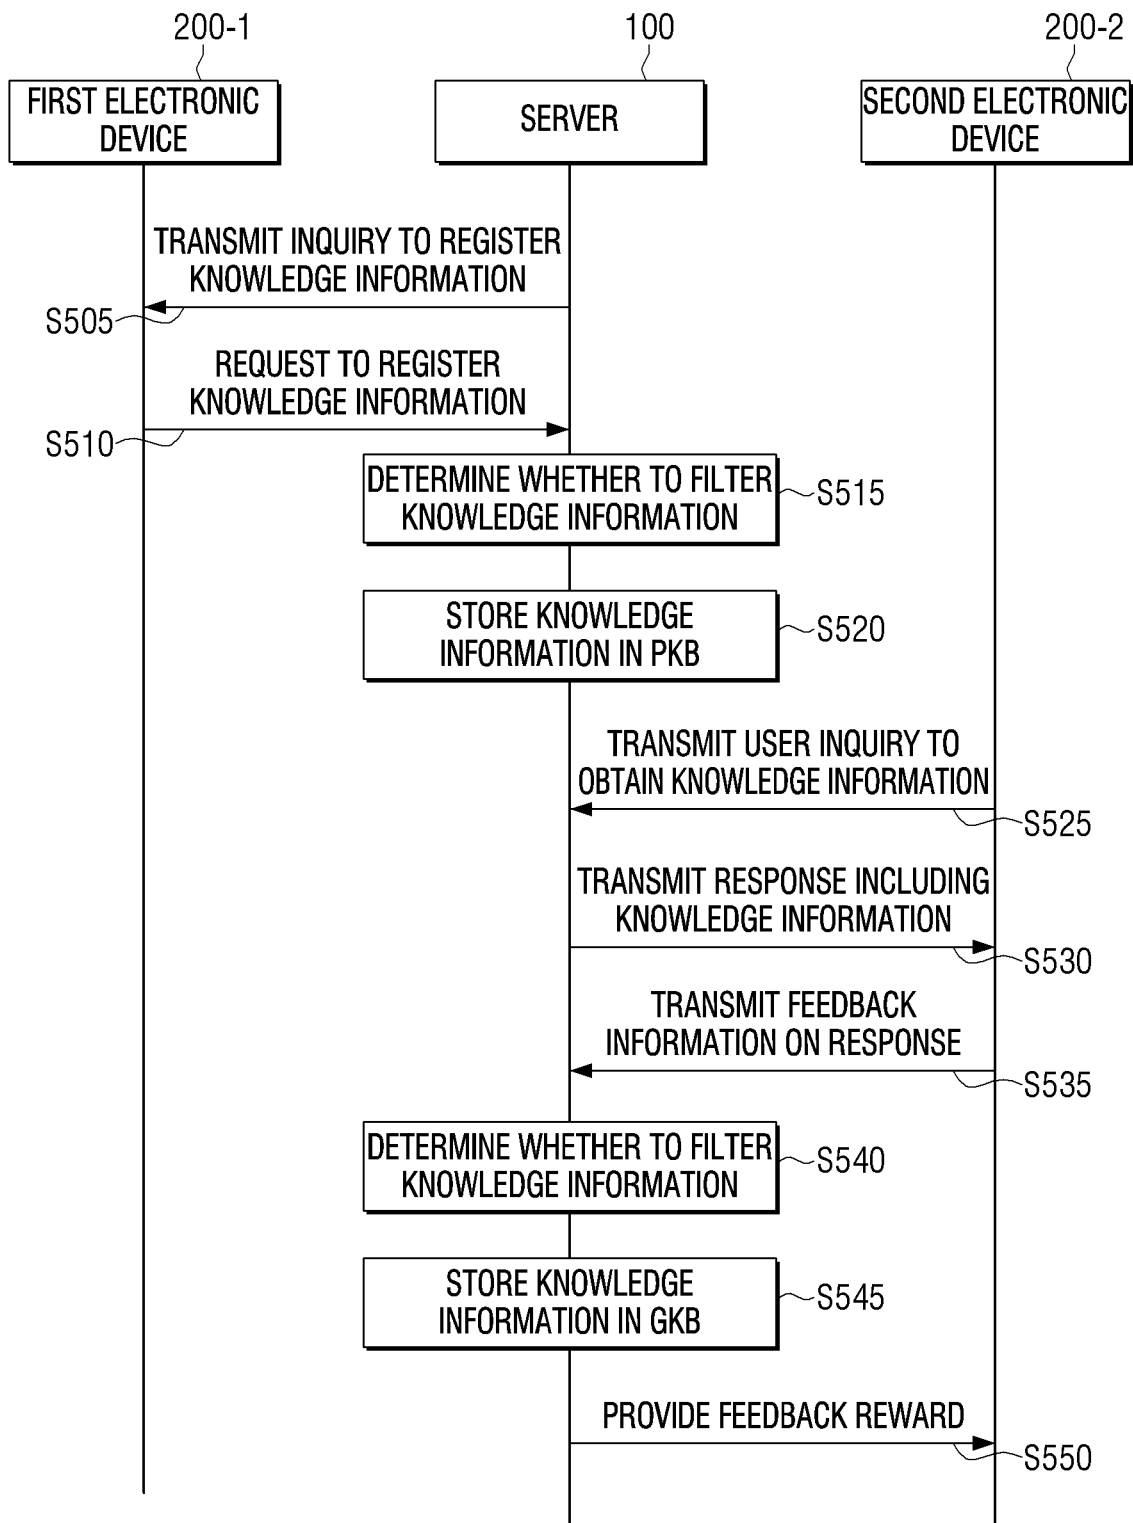 200-1
100
200-2
FIRST ELECTRONIC
DEVICE
SERVER
SECOND ELECTRONIC
DEVICE
TRANSMIT INQUIRY TO REGISTER
KNOWLEDGE INFORMATION
S505
REQUEST TO REGISTER
KNOWLEDGE INFORMATION
S510
DETERMINE WHETHER TO FILTER
KNOWLEDGE INFORMATION
S515
STORE KNOWLEDGE
INFORMATION IN PKB
S520
TRANSMIT USER INQUIRY TO
OBTAIN KNOWLEDGE INFORMATION
S525
TRANSMIT RESPONSE INCLUDING
KNOWLEDGE INFORMATION
S530
TRANSMIT FEEDBACK
INFORMATION ON RESPONSE
S535
DETERMINE WHETHER TO FILTER
KNOWLEDGE INFORMATION
S540
STORE KNOWLEDGE
INFORMATION IN GKB
S545
PROVIDE FEEDBACK REWARD
S550